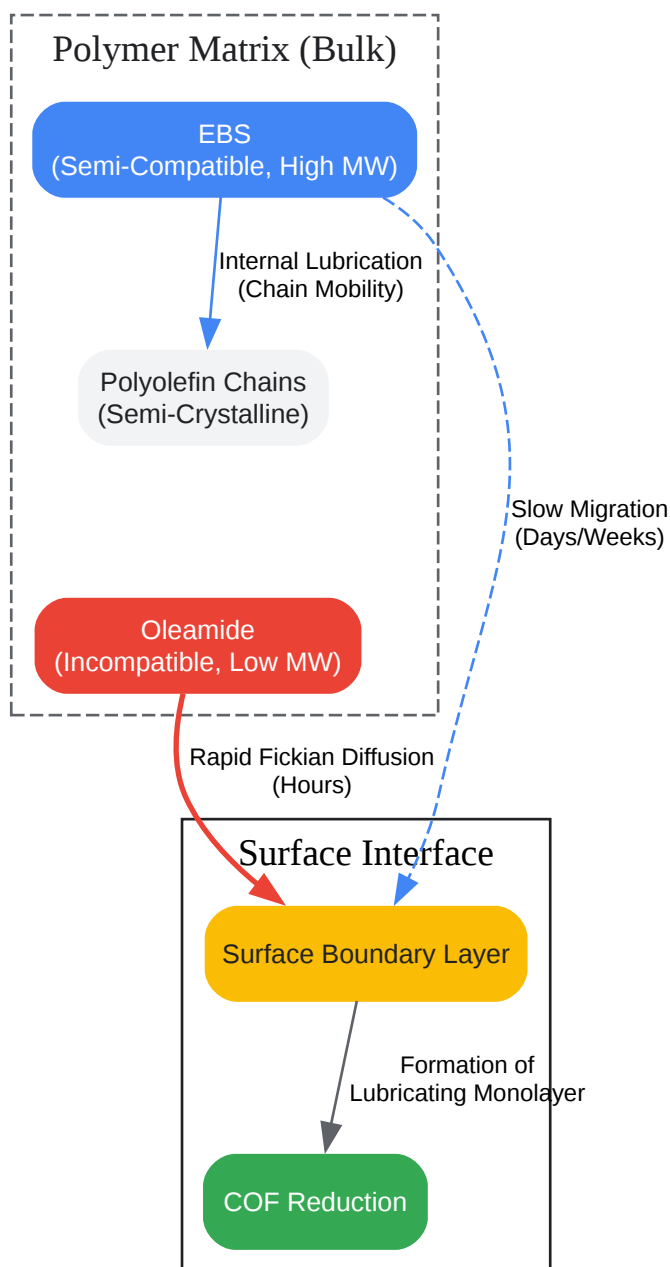 Polymer Matrix (Bulk)
EBS
(Semi-Compatible, High MW)
Internal Lubrication
(Chain Mobility)
Polyolefin Chains
(Semi-Crystalline)
Slow Migration
(Days/Weeks)
Oleamide
(Incompatible, Low MW)
Rapid Fickian Diffusion
(Hours)
Surface Interface
Surface Boundary Layer
Formation of
Lubricating Monolayer
COF Reduction